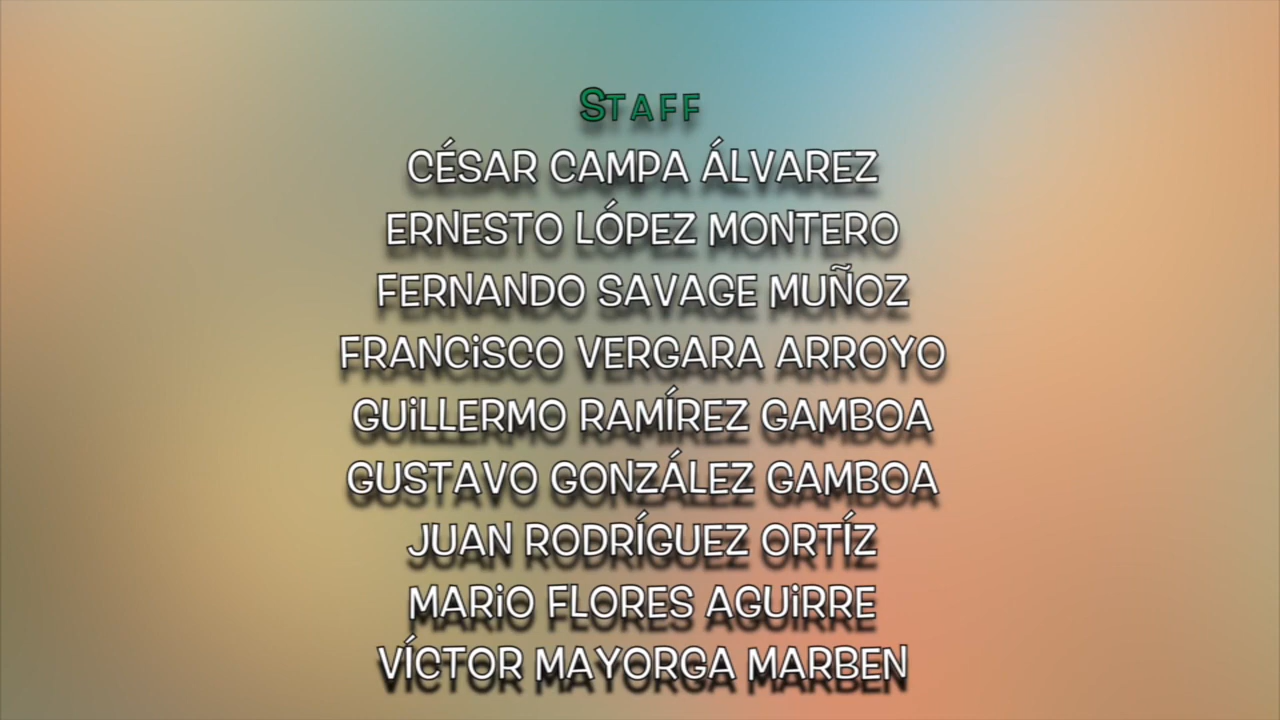 Staff
CÉSAR CAMPA ÁLVAREZ
ERNESTO LÓPEZ MONTERO
FERNANDO SAVAGE MUÑOZ
FRANCiSCO VERGARA ARROYO
GUiLLERMO RAMÍREZ GAMBOA
GUSTAVO GONZÁLEZ GAMBOA
JUAN RODRÍGUEZ ORTÍZ
MARiO FLORES AGUiRRE
VÍCTOR MAYORGA MARBEN